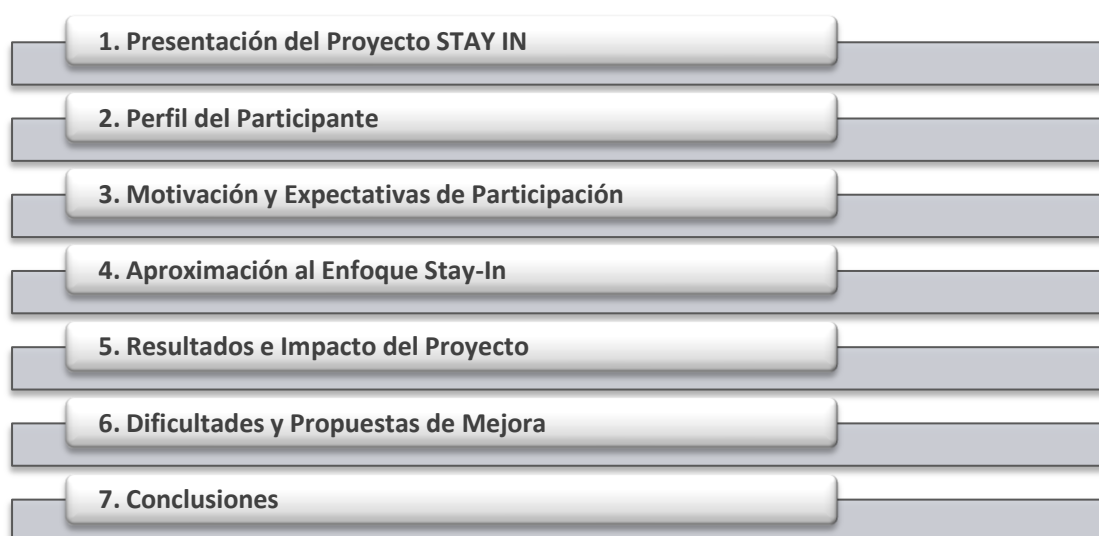 1. Presentación del Proyecto STAY IN
2. Perfil del Participante
3. Motivación y Expectativas de Participación
4. Aproximación al Enfoque Stay-In
5. Resultados e Impacto del Proyecto
6. Dificultades y Propuestas de Mejora
7. Conclusiones